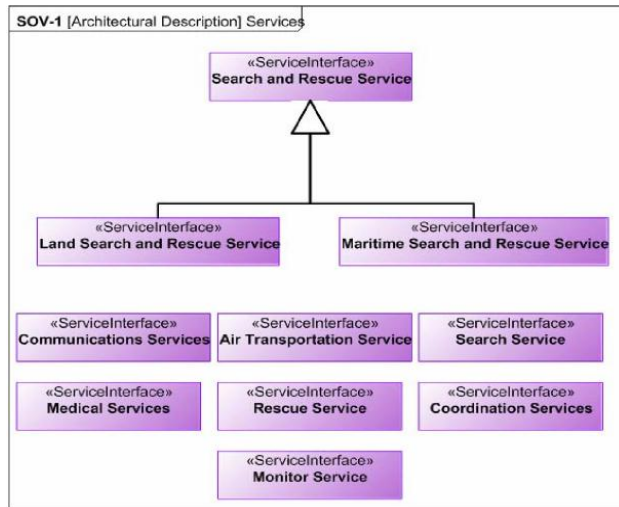 SOV-1 [Architectural Description] Services
«ServiceInterface»
Search and Rescue Service
«ServiceInterface»
Land Search and Rescue Service
«ServiceInterface»
Maritime Search and Rescue Service
«ServiceInterface»
Communications Services
«ServiceInterface»
Air Transportation Service
«ServiceInterface»
Search Service
«ServiceInterface»
Medical Services
«ServiceInterface»
Rescue Service
«ServiceInterface»
Coordination Services
«ServiceInterface»
Monitor Service